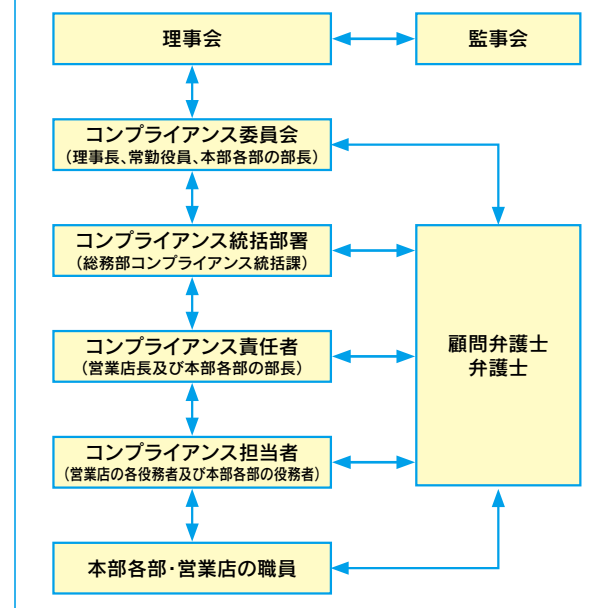 理事会
監事会
コンプライアンス委員会
（理事長、常勤役員、本部各部の部長）
コンプライアンス統括部署
（総務部コンプライアンス統括課）
コンプライアンス責任者
（営業店長及び本部各部の部長）
顧問弁護士
弁護士
コンプライアンス担当者
（営業店の各役務者及び本部各部の役務者）
本部各部・営業店の職員